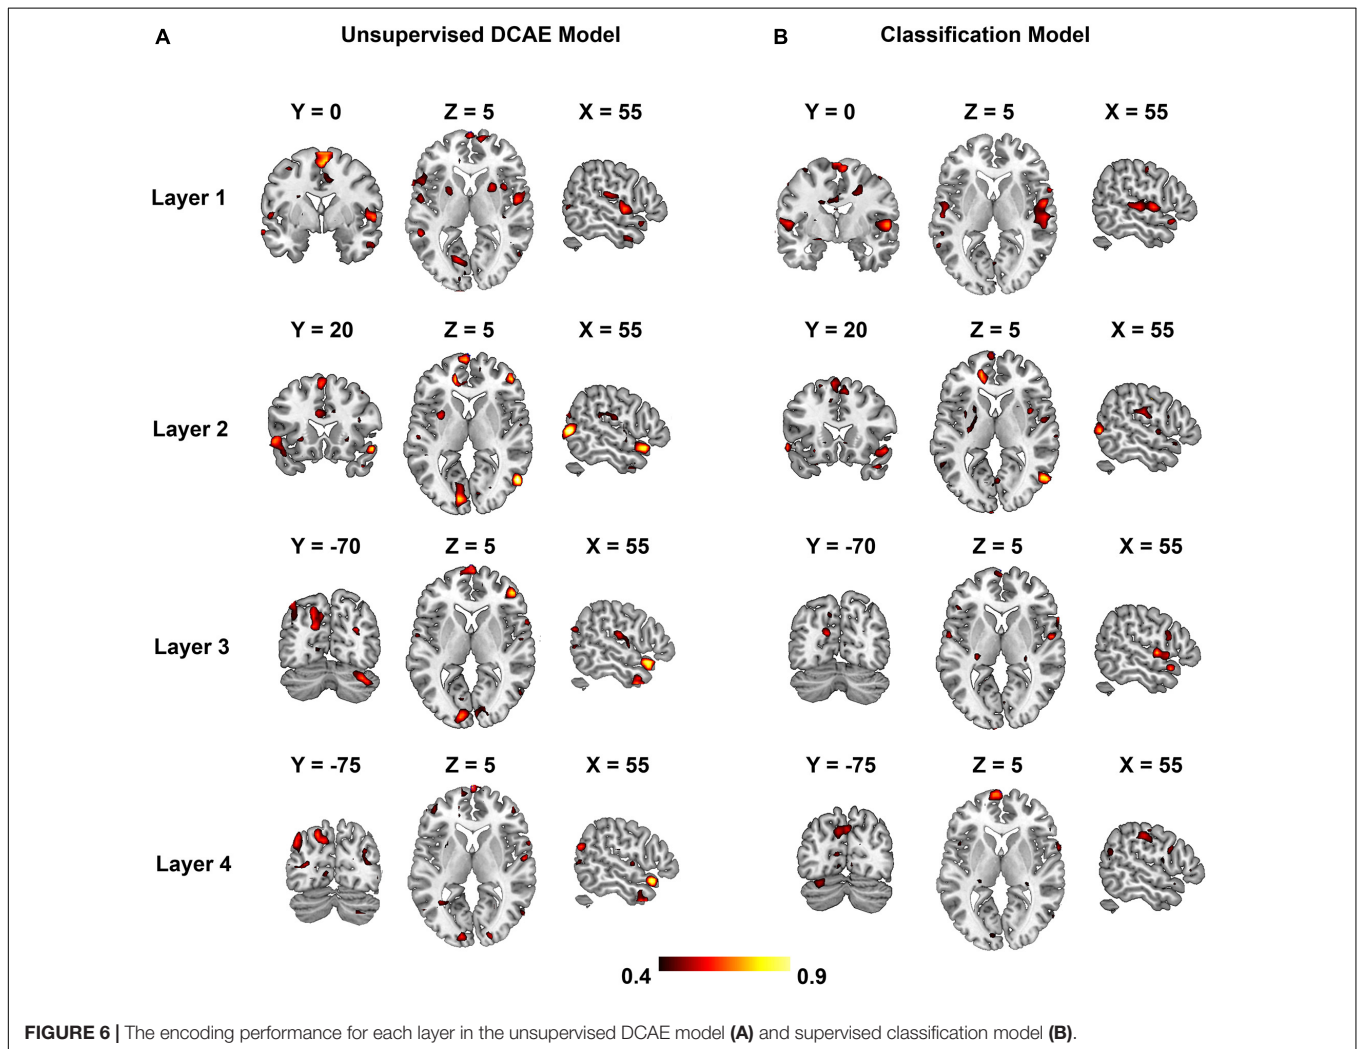 A Unsupervised DCAE Model B Classification Model
Y = 0 Z = 5 X = 55 Y = 0 Z = 5 X = 55
Layer 1
Y = 20 Z = 5 X = 55 Y = 20 Z = 5 X = 55
Layer 2
Y = -70 Z = 5 X = 55 Y = -70 Z = 5 X = 55
Layer 3
Y = -75 Z = 5 X = 55 Y = -75 Z = 5 X = 55
Layer 4
0.4 0.9
FIGURE 6 | The encoding performance for each layer in the unsupervised DCAE model (A) and supervised classification model (B).